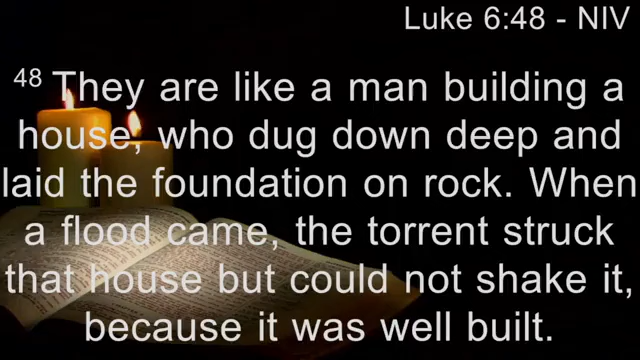 Luke 6:48 - NIV
48 They are like a man building a
house, who dug down deep and
laid the foundation on rock. When
a flood came, the torrent struck
that house but could not shake it,
because it was well built.